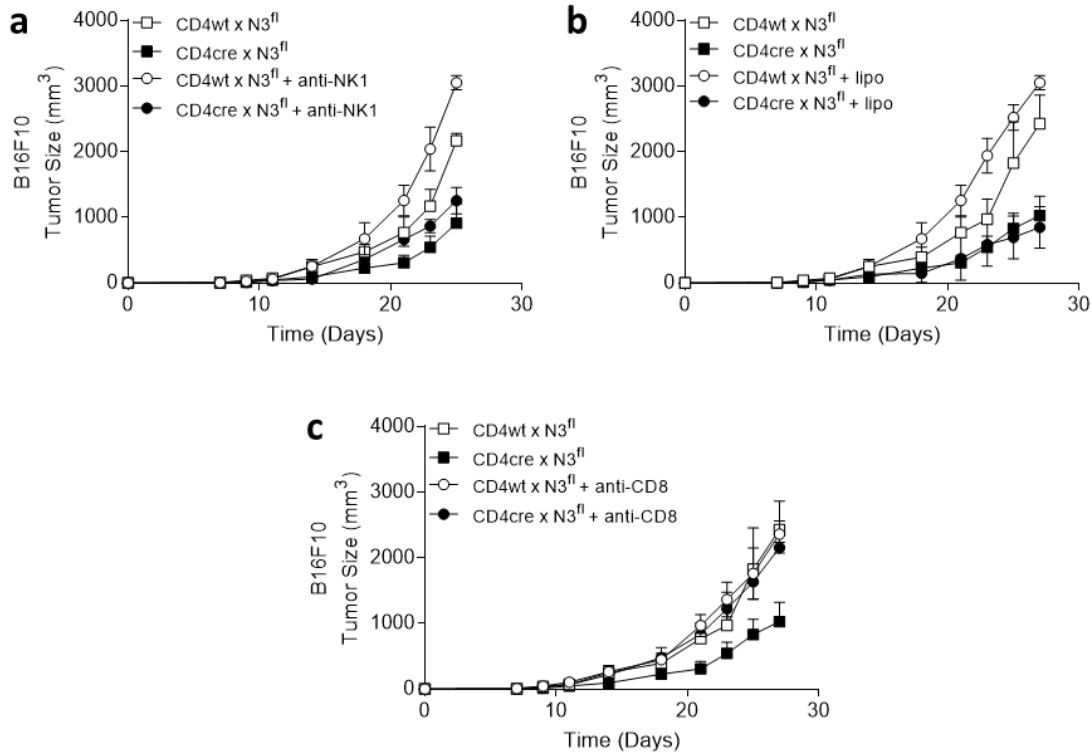 a
4000
3000
2000
1000
0
B16F10
Tumor Size (mm³)
CD4wt x N3ᶠˡ
CD4cre x N3ᶠˡ
CD4wt x N3ᶠˡ + anti-NK1
CD4cre x N3ᶠˡ + anti-NK1
0 10 20 30
Time (Days)
b
4000
3000
2000
1000
0
B16F10
Tumor Size (mm³)
CD4wt x N3ᶠˡ
CD4cre x N3ᶠˡ
CD4wt x N3ᶠˡ + lipo
CD4cre x N3ᶠˡ + lipo
0 10 20 30
Time (Days)
c
4000
3000
2000
1000
0
B16F10
Tumor Size (mm³)
CD4wt x N3ᶠˡ
CD4cre x N3ᶠˡ
CD4wt x N3ᶠˡ + anti-CD8
CD4cre x N3ᶠˡ + anti-CD8
0 10 20 30
Time (Days)